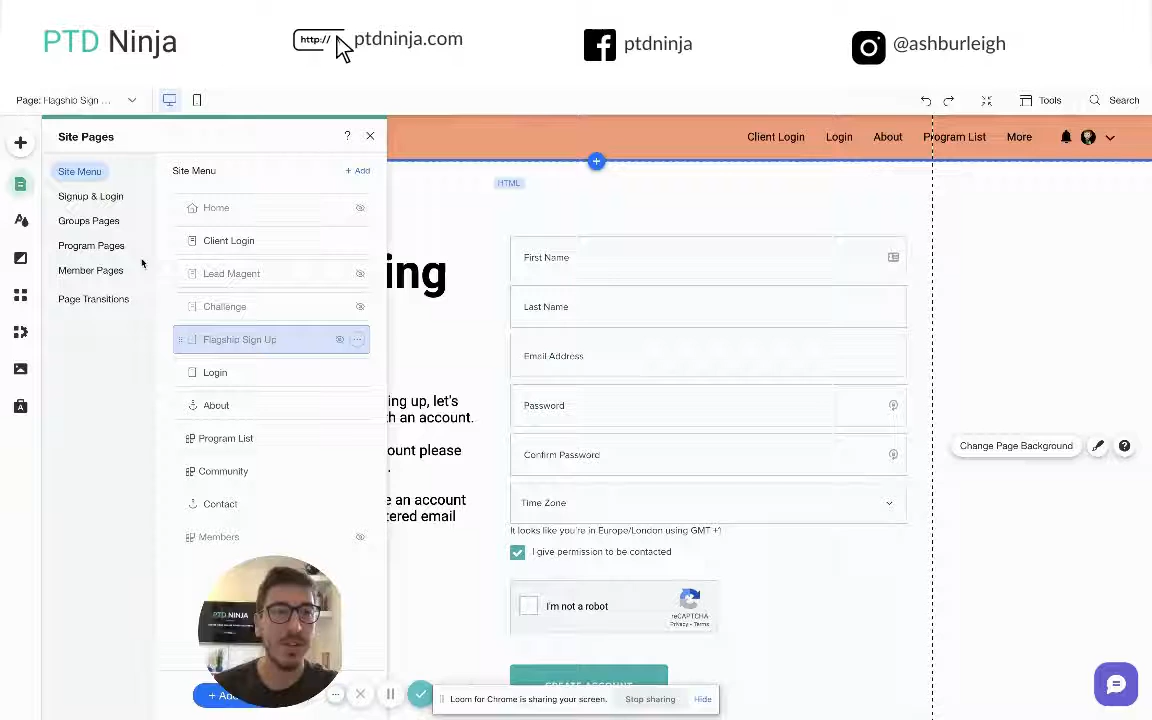 PTD Ninja
http://
ptdninja.com
ptdninja
@ashburleigh
Page: Flagship Sign ...
Tools
Search
Site Pages
?
Client Login
Login
About
Program List
More
Site Menu
Signup & Login
Groups Pages
Program Pages
Member Pages
Page Transitions
Site Menu
+ Add
Home
Client Login
Lead Magent
Challenge
Flagship Sign Up
Login
About
Program List
Community
Contact
Members
HTML
ing
ing up, let's
h an account.
ount please
.
e an account
tered email
First Name
Last Name
Email Address
Password
Confirm Password
Time Zone
It looks like you're in Europe/London using GMT +1
I give permission to be contacted
I'm not a robot
reCAPTCHA
Privacy - Terms
CREATE ACCOUNT
Change Page Background
?
PTD NINJA
+ Add
Loom for Chrome is sharing your screen.
Stop sharing
Hide